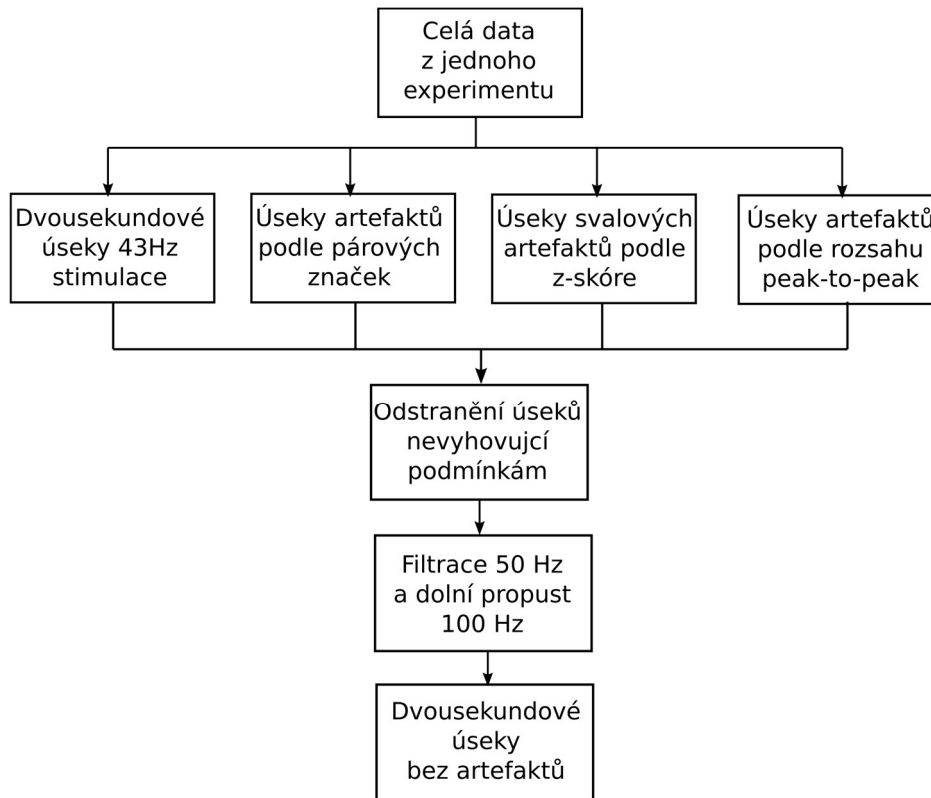 Celá data
z jednoho
experimentu
Dvousekundové
úseky 43Hz
stimulace
Úseky artefaktů
podle párových
značek
Úseky svalových
artefaktů podle
z-skóre
Úseky artefaktů
podle rozsahu
peak-to-peak
Odstranění úseků
nevyhovujcí
podmínkám
Filtrace 50 Hz
a dolní propust
100 Hz
Dvousekundové
úseky
bez artefaktů